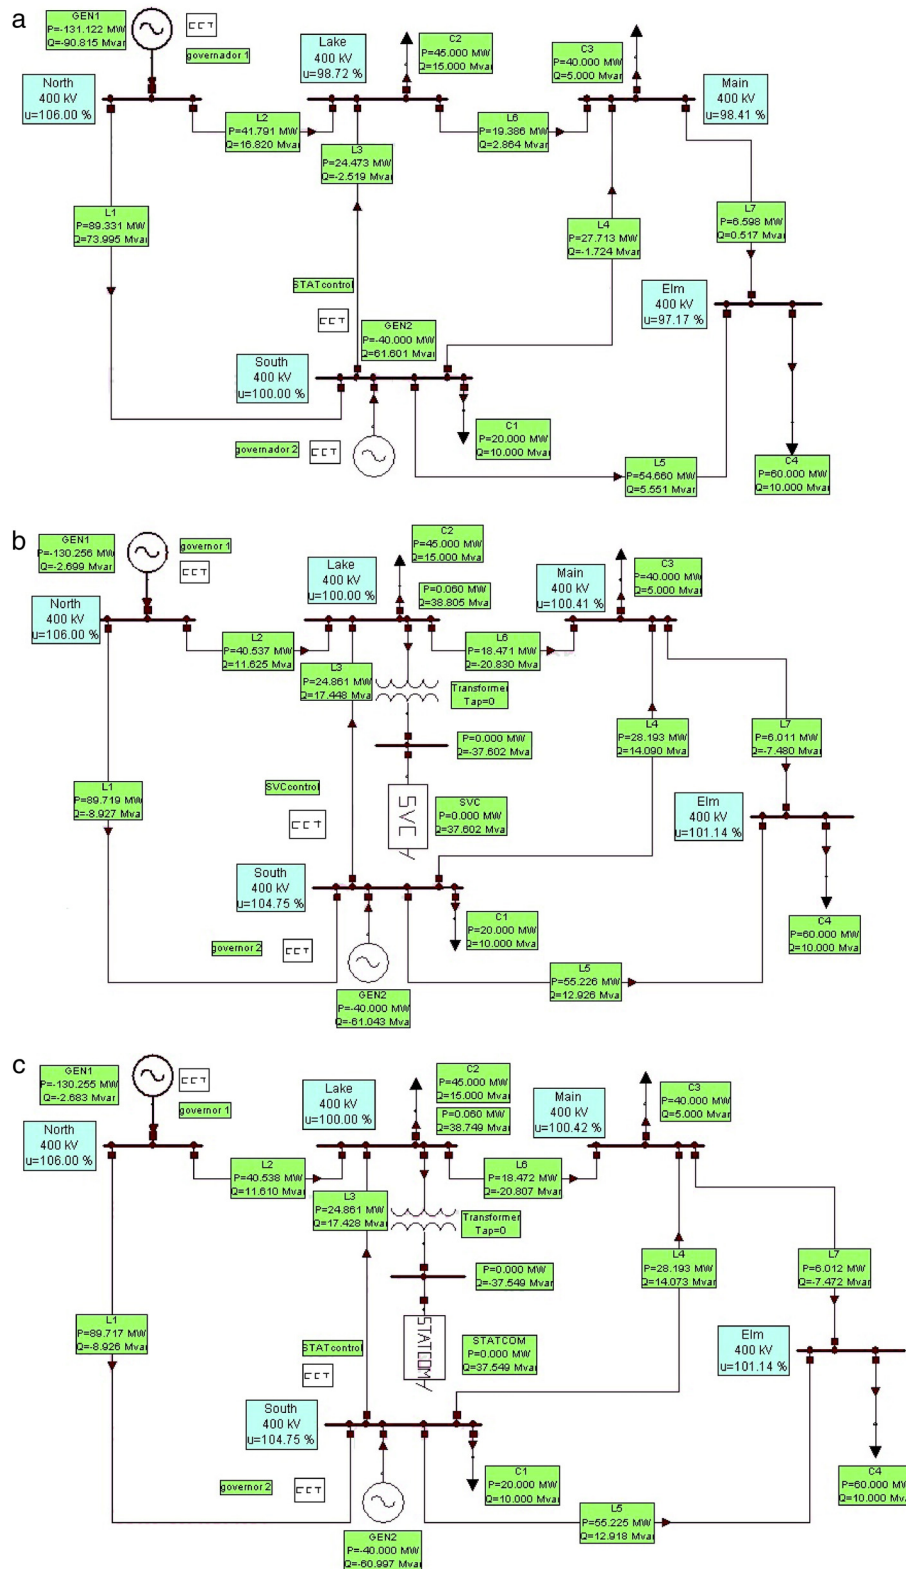 a
GEN1
P=-131.122 MW
Q=-90.815 Mvar
governador 1
North
400 kV
u=106.00 %
Lake
400 kV
u=98.72 %
C2
P=45.000 MW
Q=15.000 Mvar
C3
P=40.000 MW
Q=5.000 Mvar
Main
400 kV
u=98.41 %
L2
P=41.791 MW
Q=16.820 Mvar
L6
P=19.386 MW
Q=2.864 Mvar
L3
P=24.473 MW
Q=-2.519 Mvar
L1
P=89.331 MW
Q=73.995 Mvar
L4
P=27.713 MW
Q=-1.724 Mvar
L7
P=6.598 MW
Q=0.517 Mvar
STATcontrol
Elm
400 kV
u=97.17 %
GEN2
P=-40.000 MW
Q=61.601 Mvar
South
400 kV
u=100.00 %
governador 2
C1
P=20.000 MW
Q=10.000 Mvar
L5
P=54.660 MW
Q=5.551 Mvar
C4
P=60.000 MW
Q=10.000 Mvar
b
GEN1
P=-130.256 MW
Q=-2.699 Mvar
governor 1
North
400 kV
u=106.00 %
Lake
400 kV
u=100.00 %
C2
P=45.000 MW
Q=15.000 Mvar
P=0.060 MW
Q=38.805 Mva
Main
400 kV
u=100.41 %
C3
P=40.000 MW
Q=5.000 Mvar
L2
P=40.537 MW
Q=11.625 Mvar
L6
P=18.471 MW
Q=-20.830 Mvar
L3
P=24.861 MW
Q=17.448 Mvar
Transformer
Tap=0
L4
P=28.193 MW
Q=14.090 Mvar
L7
P=6.011 MW
Q=-7.480 Mvar
P=0.000 MW
Q=-37.602 Mva
L1
P=89.719 MW
Q=-8.927 Mvar
SVCcontrol
SVC
SVC
P=0.000 MW
Q=37.602 Mvar
Elm
400 kV
u=101.14 %
South
400 kV
u=104.75 %
governor 2
C1
P=20.000 MW
Q=10.000 Mvar
C4
P=60.000 MW
Q=10.000 Mvar
L5
P=55.226 MW
Q=12.926 Mvar
GEN2
P=-40.000 MW
Q=-61.043 Mva
c
GEN1
P=-130.255 MW
Q=-2.683 Mvar
governor 1
North
400 kV
u=106.00 %
Lake
400 kV
u=100.00 %
C2
P=45.000 MW
Q=15.000 Mvar
P=0.060 MW
Q=38.749 Mvar
Main
400 kV
u=100.42 %
C3
P=40.000 MW
Q=5.000 Mvar
L2
P=40.538 MW
Q=11.610 Mvar
L6
P=18.472 MW
Q=-20.807 Mvar
L3
P=24.861 MW
Q=17.428 Mvar
Transformer
Tap=0
L4
P=28.193 MW
Q=14.073 Mvar
L7
P=6.012 MW
Q=-7.472 Mvar
P=0.000 MW
Q=-37.549 Mvar
L1
P=89.717 MW
Q=-8.926 Mvar
STATcontrol
STATCOM
STATCOM
P=0.000 MW
Q=37.549 Mvar
Elm
400 kV
u=101.14 %
South
400 kV
u=104.75 %
governor 2
C1
P=20.000 MW
Q=10.000 Mvar
C4
P=60.000 MW
Q=10.000 Mvar
L5
P=55.225 MW
Q=12.918 Mvar
GEN2
P=-40.000 MW
Q=-60.997 Mvar